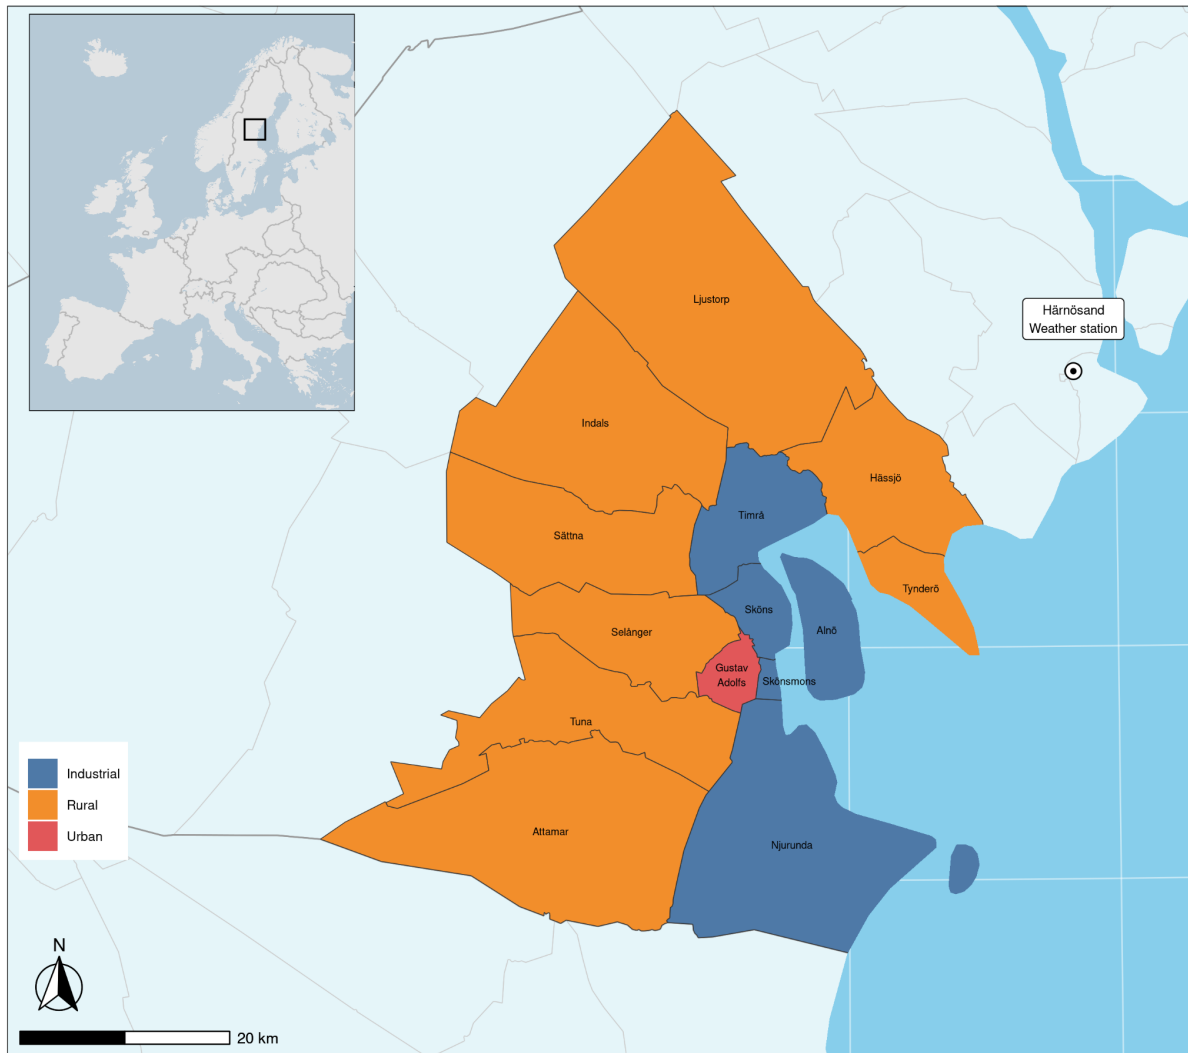 Ljustorp
Härnösand
Weather station
Indals
Hässjö
Timrå
Sättna
Tynderö
Sköns
Alnö
Selånger
Gustav
Adolfs
Skönsmons
Tuna
Industrial
Rural
Urban
Attamar
Njurunda
N
20 km